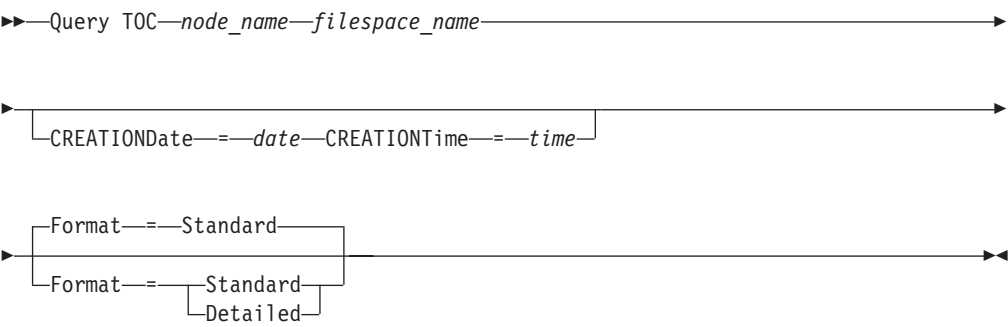 Query TOC node_name filespace_name
CREATIONDate = date CREATIONTime = time
Format = Standard
Format = Standard
Detailed